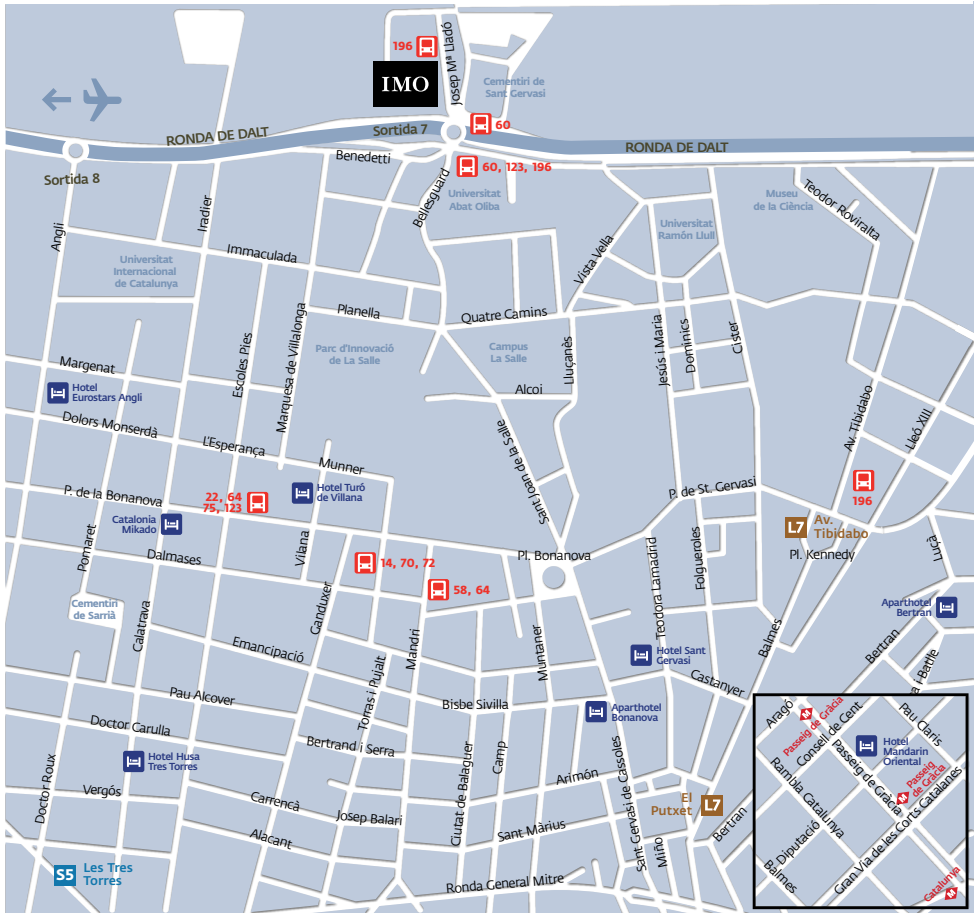 196
IMO
Josep Mª Lladó
Cementiri de
Sant Gervasi
60
RONDA DE DALT
Sortida 7
RONDA DE DALT
Benedetti
60, 123, 196
Sortida 8
Bellesguard
Universitat
Abat Oliba
Museu
de la Ciència
Teodor Roviralta
Iradier
Angli
Universitat
Ramón Llull
Vista Vella
Immaculada
Universitat
Internacional
de Catalunya
Planella
Quatre Camins
Marquesa de Villalonga
Escoles Pies
Parc d'Innovació
de La Salle
Campus
La Salle
Lluçanès
Jesús i Maria
Dominics
Cister
Margenat
Hotel
Eurostars Angli
Alcoi
Av. Tibidabo
Lleó XIII
Dolors Monserdà
L'Esperança
Munner
Sant Joan de la Salle
P. de la Bonanova
22, 64
75, 123
Hotel Turó
de Villana
P. de St. Gervasi
196
Catalonia
Mikado
L7
Av.
Tibidabo
Pl. Kennedy
Pomaret
Dalmases
Vilana
14, 70, 72
Pl. Bonanova
Lluçà
58, 64
Teodora Lamadrid
Folgueroles
Cementiri
de Sarrià
Calatrava
Ganduxer
Mandri
Muntaner
Aparthotel
Bertran
Balmes
Bertran
Emancipació
Hotel Sant
Gervasi
Castanyer
a i Batlle
Pau Alcover
Torras i Pujalt
Bisbe Sivilla
Aparthotel
Bonanova
Doctor Carulla
Bertrand i Serra
Hotel Husa
Tres Torres
Doctor Roux
Vergós
Carrencà
Josep Balari
Alacant
Ciutat de Balaguer
Camp
Arimón
Sant Màrius
Sant Gervasi de Cassoles
Miño
El
Putxet
L7
Bertran
S5
Les Tres
Torres
Ronda General Mitre
Aragó
Passeig de Gràcia
Consell de Cent
Pau Claris
Hotel
Mandarin
Oriental
Passeig de Gràcia
Passeig
de Gràcia
Rambla Catalunya
Diputació
Balmes
Gran Via de les Corts Catalanes
Catalunya